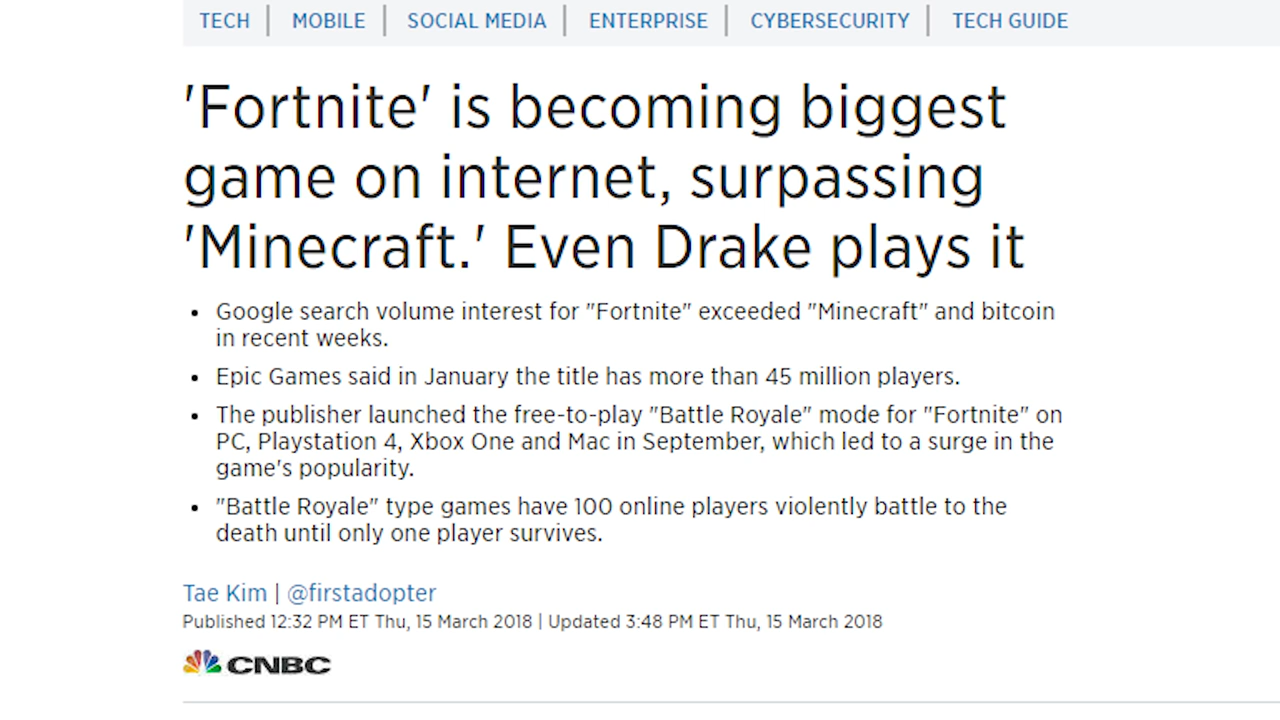 TECH | MOBILE | SOCIAL MEDIA | ENTERPRISE | CYBERSECURITY | TECH GUIDE
'Fortnite' is becoming biggest
game on internet, surpassing
'Minecraft.' Even Drake plays it
• Google search volume interest for "Fortnite" exceeded "Minecraft" and bitcoin
in recent weeks.
• Epic Games said in January the title has more than 45 million players.
• The publisher launched the free-to-play "Battle Royale" mode for "Fortnite" on
PC, Playstation 4, Xbox One and Mac in September, which led to a surge in the
game's popularity.
• "Battle Royale" type games have 100 online players violently battle to the
death until only one player survives.
Tae Kim | @firstadopter
Published 12:32 PM ET Thu, 15 March 2018 | Updated 3:48 PM ET Thu, 15 March 2018
CNBC